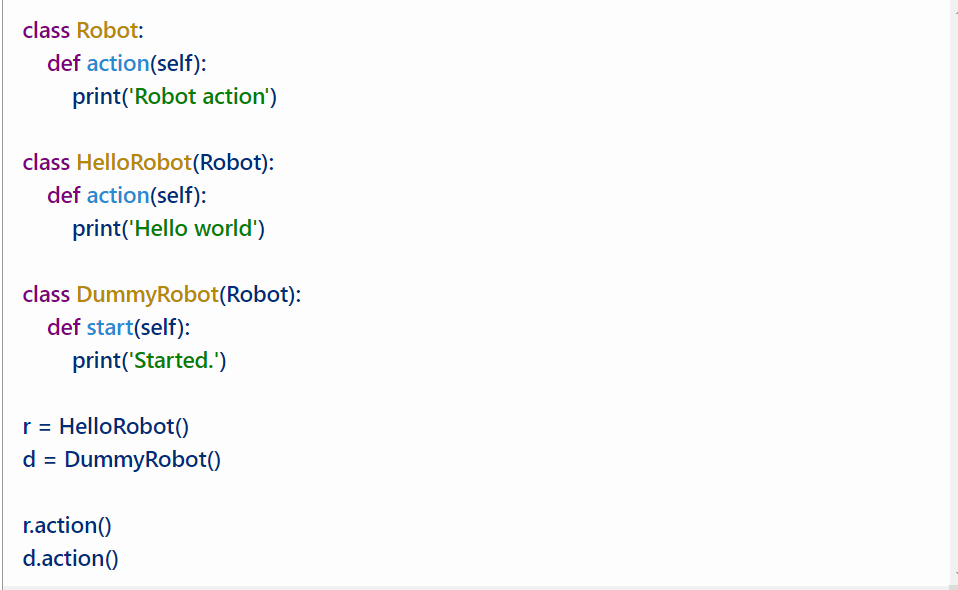 class Robot:
    def action(self):
        print('Robot action')

class HelloRobot(Robot):
    def action(self):
        print('Hello world')

class DummyRobot(Robot):
    def start(self):
        print('Started.')

r = HelloRobot()
d = DummyRobot()

r.action()
d.action()